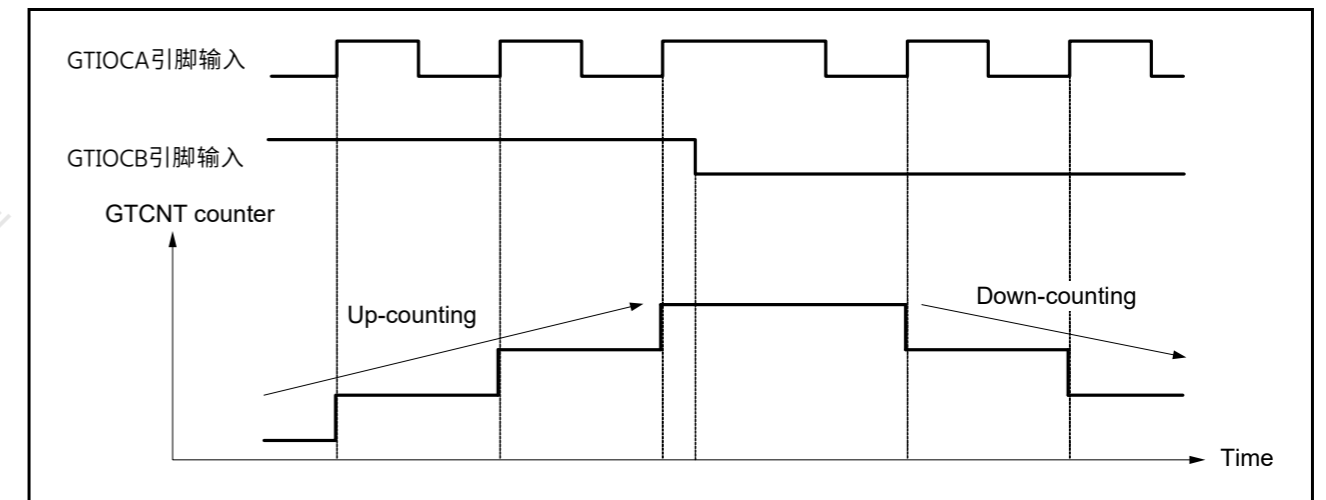 GTIOCA引脚输入
GTIOCB引脚输入
GTCNT counter
Up-counting
Down-counting
Time